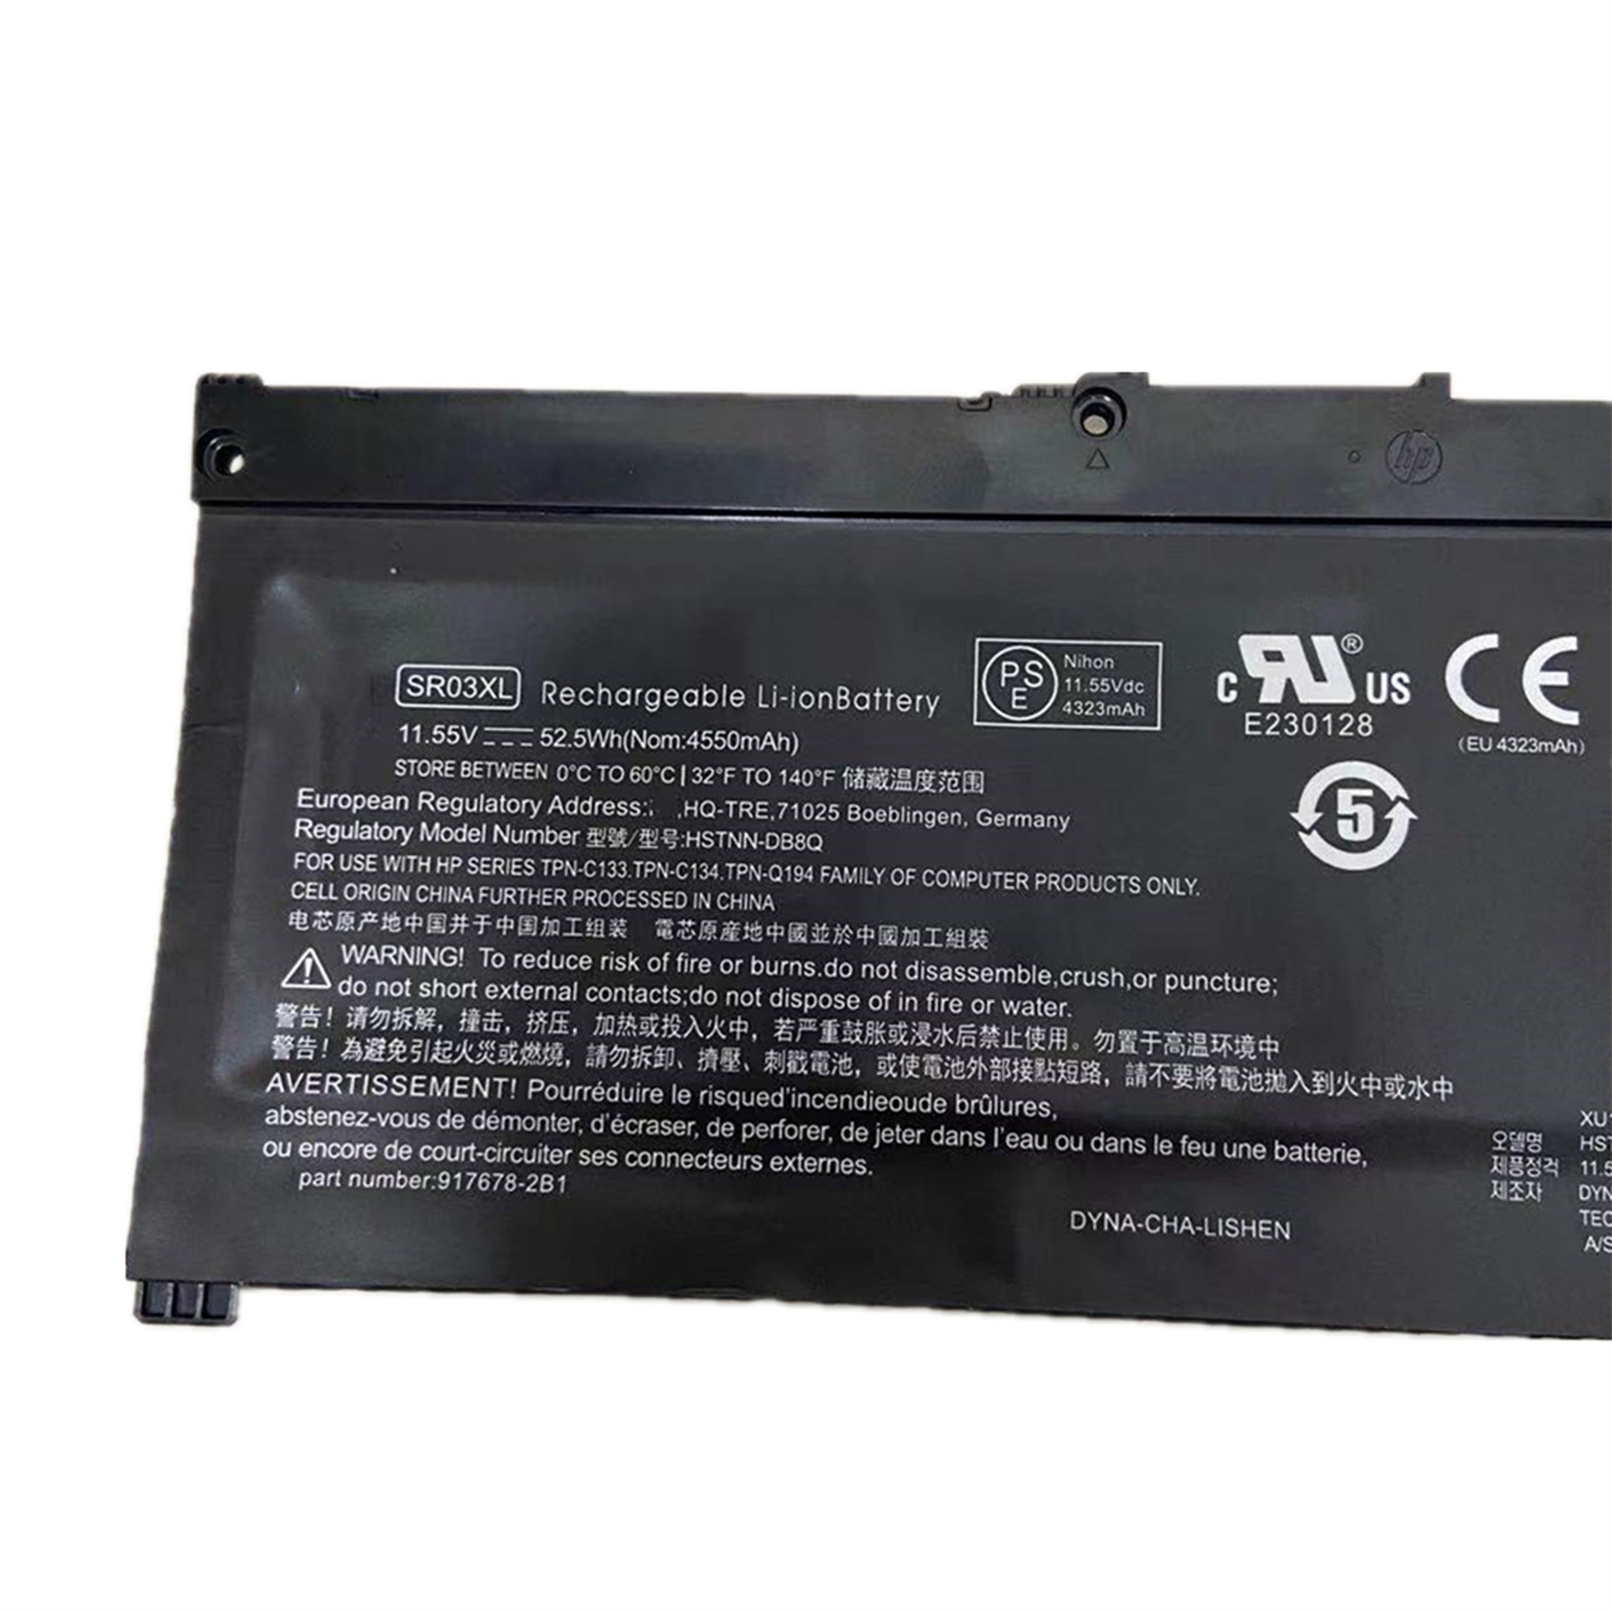 hp
SR03XL Rechargeable Li-ionBattery
PSE Nihon
11.55Vdc
4323mAh
c RU ® US
E230128
CE
(EU 4323mAh)
11.55V 52.5Wh(Nom:4550mAh)
STORE BETWEEN 0°C TO 60°C | 32°F TO 140°F 储藏温度范围
5
European Regulatory Address: ,HQ-TRE,71025 Boeblingen, Germany
Regulatory Model Number 型號/型号:HSTNN-DB8Q
FOR USE WITH HP SERIES TPN-C133.TPN-C134.TPN-Q194 FAMILY OF COMPUTER PRODUCTS ONLY.
CELL ORIGIN CHINA FURTHER PROCESSED IN CHINA
电芯原产地中国并于中国加工组装 電芯原産地中國並於中國加工組裝
WARNING! To reduce risk of fire or burns.do not disassemble,crush,or puncture;
do not short external contacts;do not dispose of in fire or water.
警告！请勿拆解，撞击，挤压，加热或投入火中，若严重鼓胀或浸水后禁止使用。勿置于高温环境中
警告！為避免引起火災或燃燒，請勿拆卸、擠壓、刺戳電池，或使電池外部接點短路，請不要將電池拋入到火中或水中
AVERTISSEMENT! Pourréduire le risqued'incendieoude brûlures,
abstenez-vous de démonter, d'écraser, de perforer, de jeter dans l'eau ou dans le feu une batterie,
ou encore de court-circuiter ses connecteurs externes.
part number:917678-2B1
DYNA-CHA-LISHEN
XU1
오델명 HST
제품정격 11.5
제조자 DYN
TEC
A/S